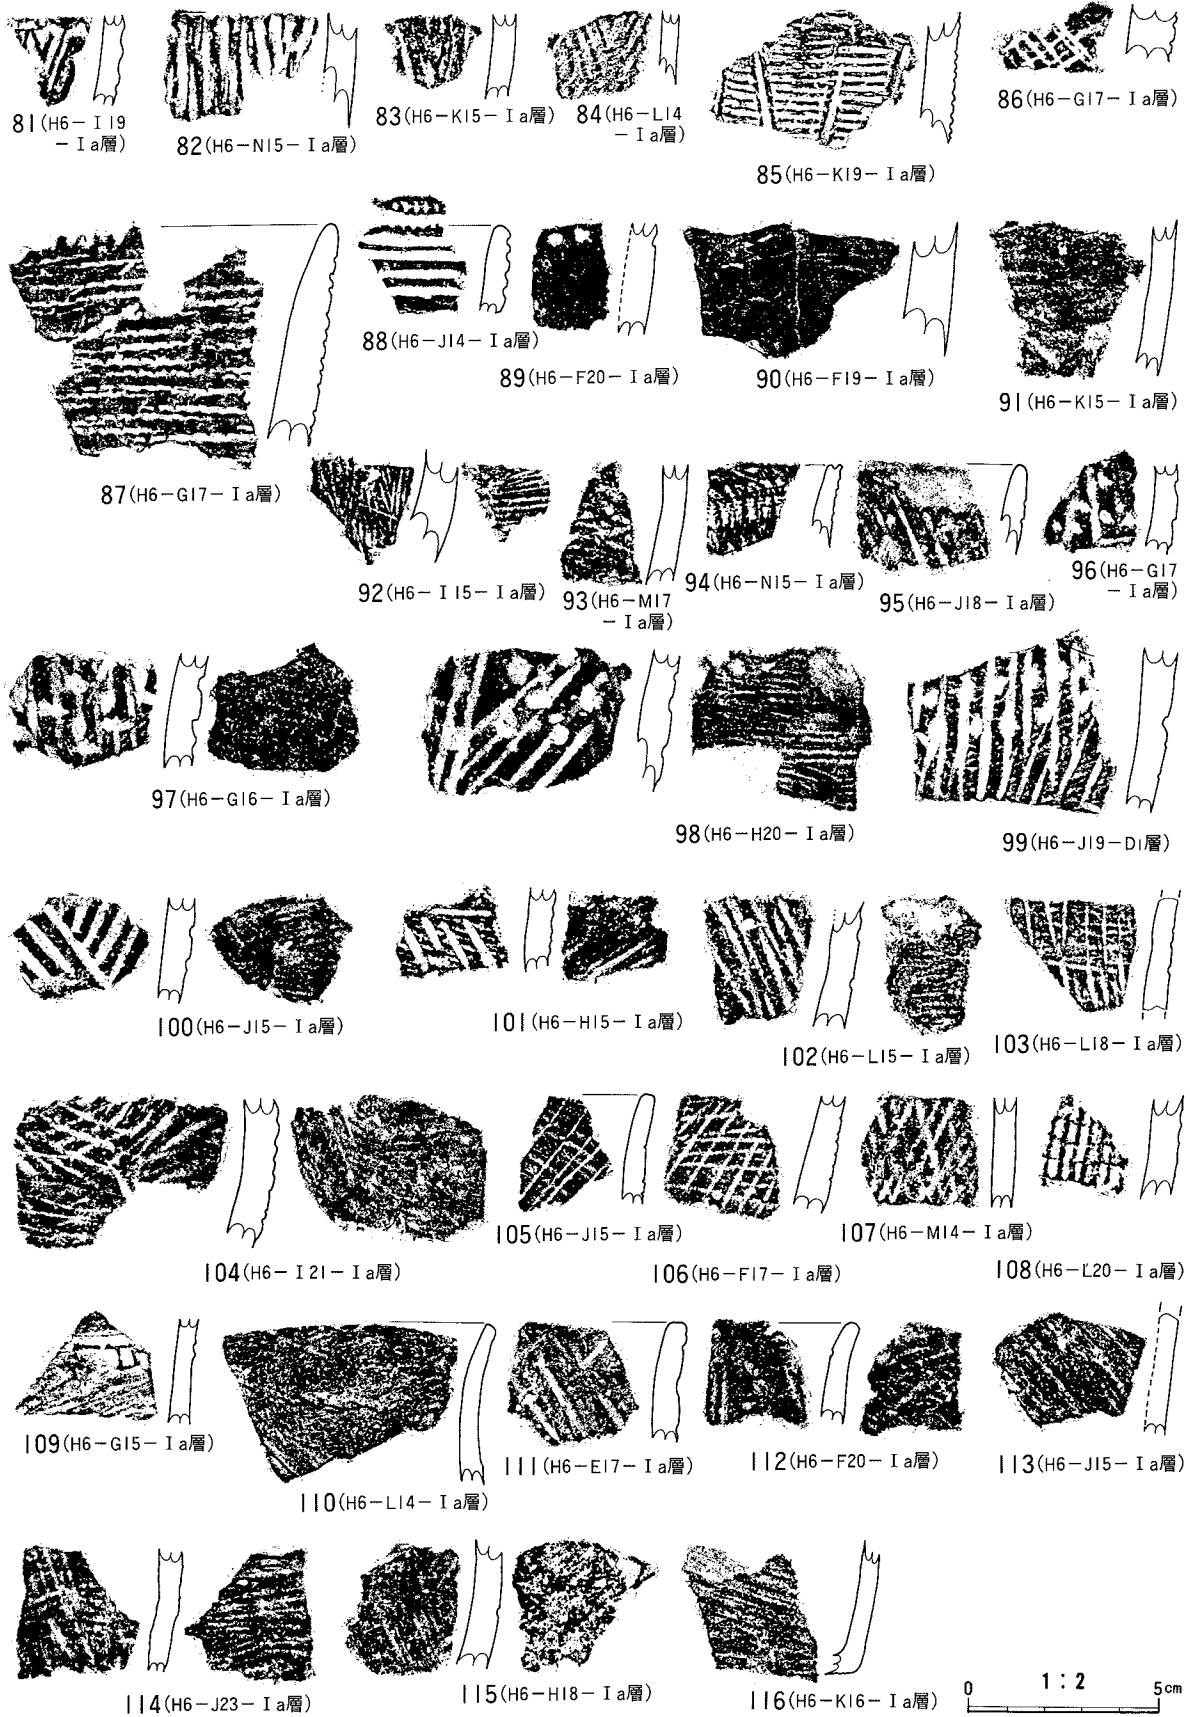 81(H6-I19
-Ia層)
82(H6-N15-Ia層)
83(H6-K15-Ia層)
84(H6-L14
-Ia層)
85(H6-K19-Ia層)
86(H6-G17-Ia層)
87(H6-G17-Ia層)
88(H6-J14-Ia層)
89(H6-F20-Ia層)
90(H6-F19-Ia層)
91(H6-K15-Ia層)
92(H6-I15-Ia層)
93(H6-M17
-Ia層)
94(H6-N15-Ia層)
95(H6-J18-Ia層)
96(H6-G17
-Ia層)
97(H6-G16-Ia層)
98(H6-H20-Ia層)
99(H6-J19-D1層)
100(H6-J15-Ia層)
101(H6-H15-Ia層)
102(H6-L15-Ia層)
103(H6-L18-Ia層)
104(H6-I21-Ia層)
105(H6-J15-Ia層)
106(H6-F17-Ia層)
107(H6-M14-Ia層)
108(H6-L20-Ia層)
109(H6-G15-Ia層)
110(H6-L14-Ia層)
111(H6-E17-Ia層)
112(H6-F20-Ia層)
113(H6-J15-Ia層)
114(H6-J23-Ia層)
115(H6-H18-Ia層)
116(H6-K16-Ia層)
1:2
0 5cm